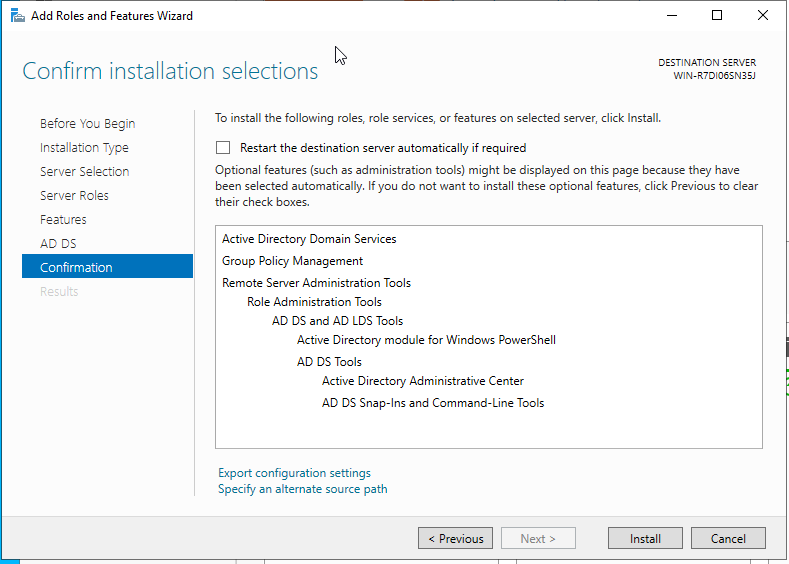 Add Roles and Features Wizard
Confirm installation selections
DESTINATION SERVER
WIN-R7DI06SN35J
Before You Begin
Installation Type
Server Selection
Server Roles
Features
AD DS
Confirmation
Results
To install the following roles, role services, or features on selected server, click Install.
Restart the destination server automatically if required
Optional features (such as administration tools) might be displayed on this page because they have
been selected automatically. If you do not want to install these optional features, click Previous to clear
their check boxes.
Active Directory Domain Services
Group Policy Management
Remote Server Administration Tools
Role Administration Tools
AD DS and AD LDS Tools
Active Directory module for Windows PowerShell
AD DS Tools
Active Directory Administrative Center
AD DS Snap-Ins and Command-Line Tools
Export configuration settings
Specify an alternate source path
< Previous
Next >
Install
Cancel